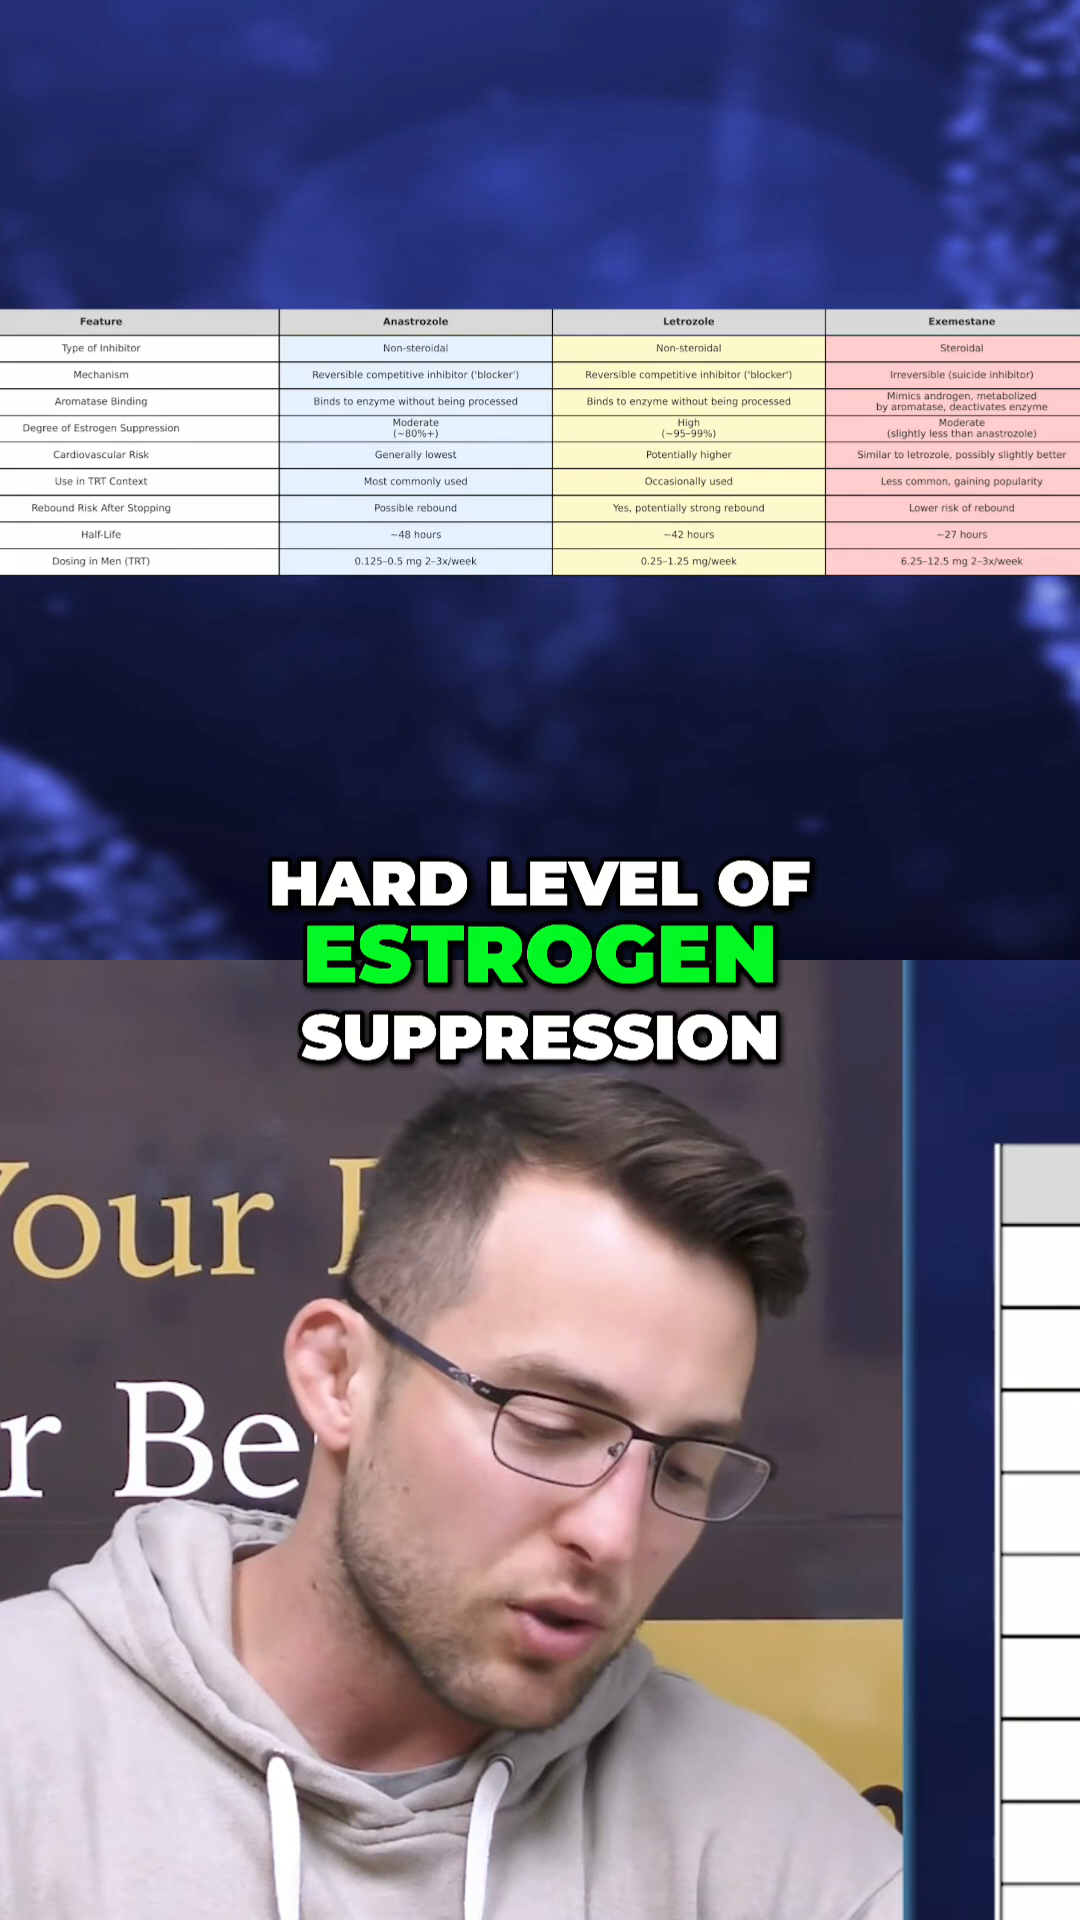 Feature Anastrozole Letrozole Exemestane
Type of Inhibitor Non-steroidal Non-steroidal Steroidal
Mechanism Reversible competitive inhibitor ('blocker') Reversible competitive inhibitor ('blocker') Irreversible (suicide inhibitor)
Aromatase Binding Binds to enzyme without being processed Binds to enzyme without being processed Mimics androgen, metabolized
by aromatase, deactivates enzyme
Degree of Estrogen Suppression Moderate
(~80%+) High
(~95–99%) Moderate
(slightly less than anastrozole)
Cardiovascular Risk Generally lowest Potentially higher Similar to letrozole, possibly slightly better
Use in TRT Context Most commonly used Occasionally used Less common, gaining popularity
Rebound Risk After Stopping Possible rebound Yes, potentially strong rebound Lower risk of rebound
Half-Life ~48 hours ~42 hours ~27 hours
Dosing in Men (TRT) 0.125–0.5 mg 2–3x/week 0.25–1.25 mg/week 6.25–12.5 mg 2–3x/week
HARD LEVEL OF
ESTROGEN
SUPPRESSION
Your
r Be